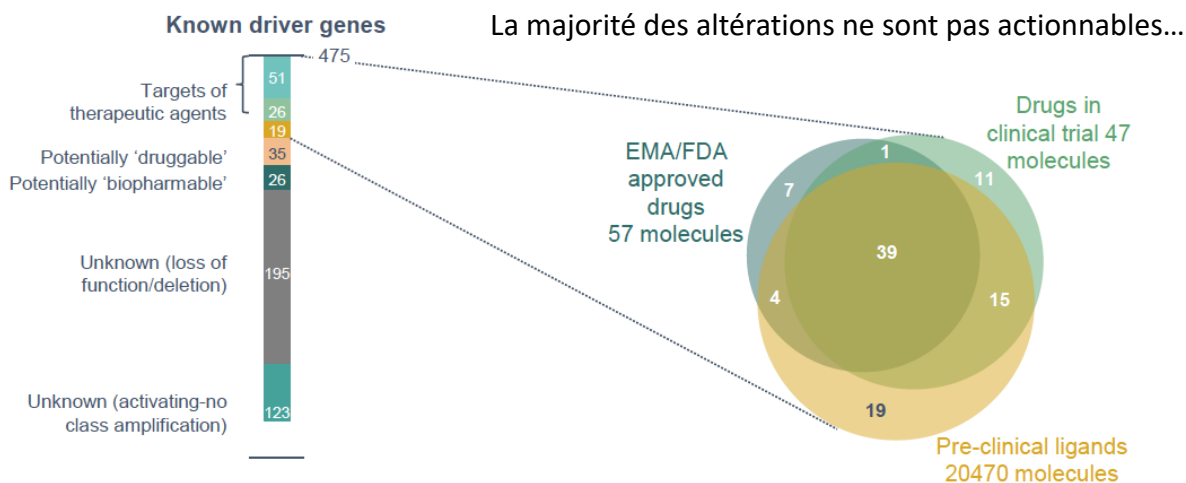 La majorité des altérations ne sont pas actionnables…
Known driver genes
475
51
Targets of
therapeutic agents
26
19
35
Potentially ‘druggable’
26
Potentially ‘biopharmable’
195
Unknown (loss of
function/deletion)
123
Unknown (activating-no
class amplification)
EMA/FDA
approved
drugs
57 molecules
Drugs in
clinical trial 47
molecules
1
7
11
39
4
15
19
Pre-clinical ligands
20470 molecules